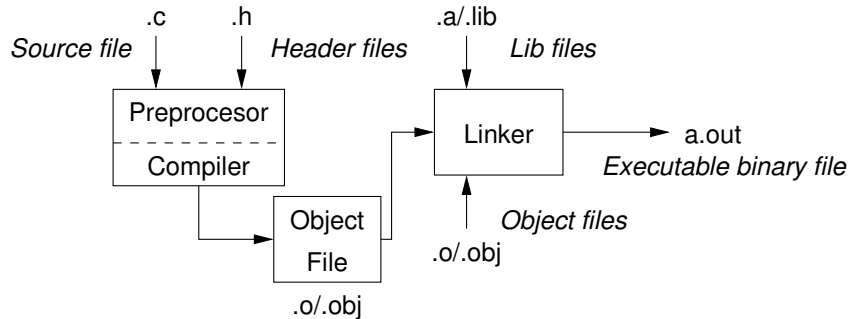 .c
.h
.a/.lib
Source file
Header files
Lib files
Preprocesor
Compiler
Linker
a.out
Executable binary file
Object
File
.o/.obj
Object files
.o/.obj